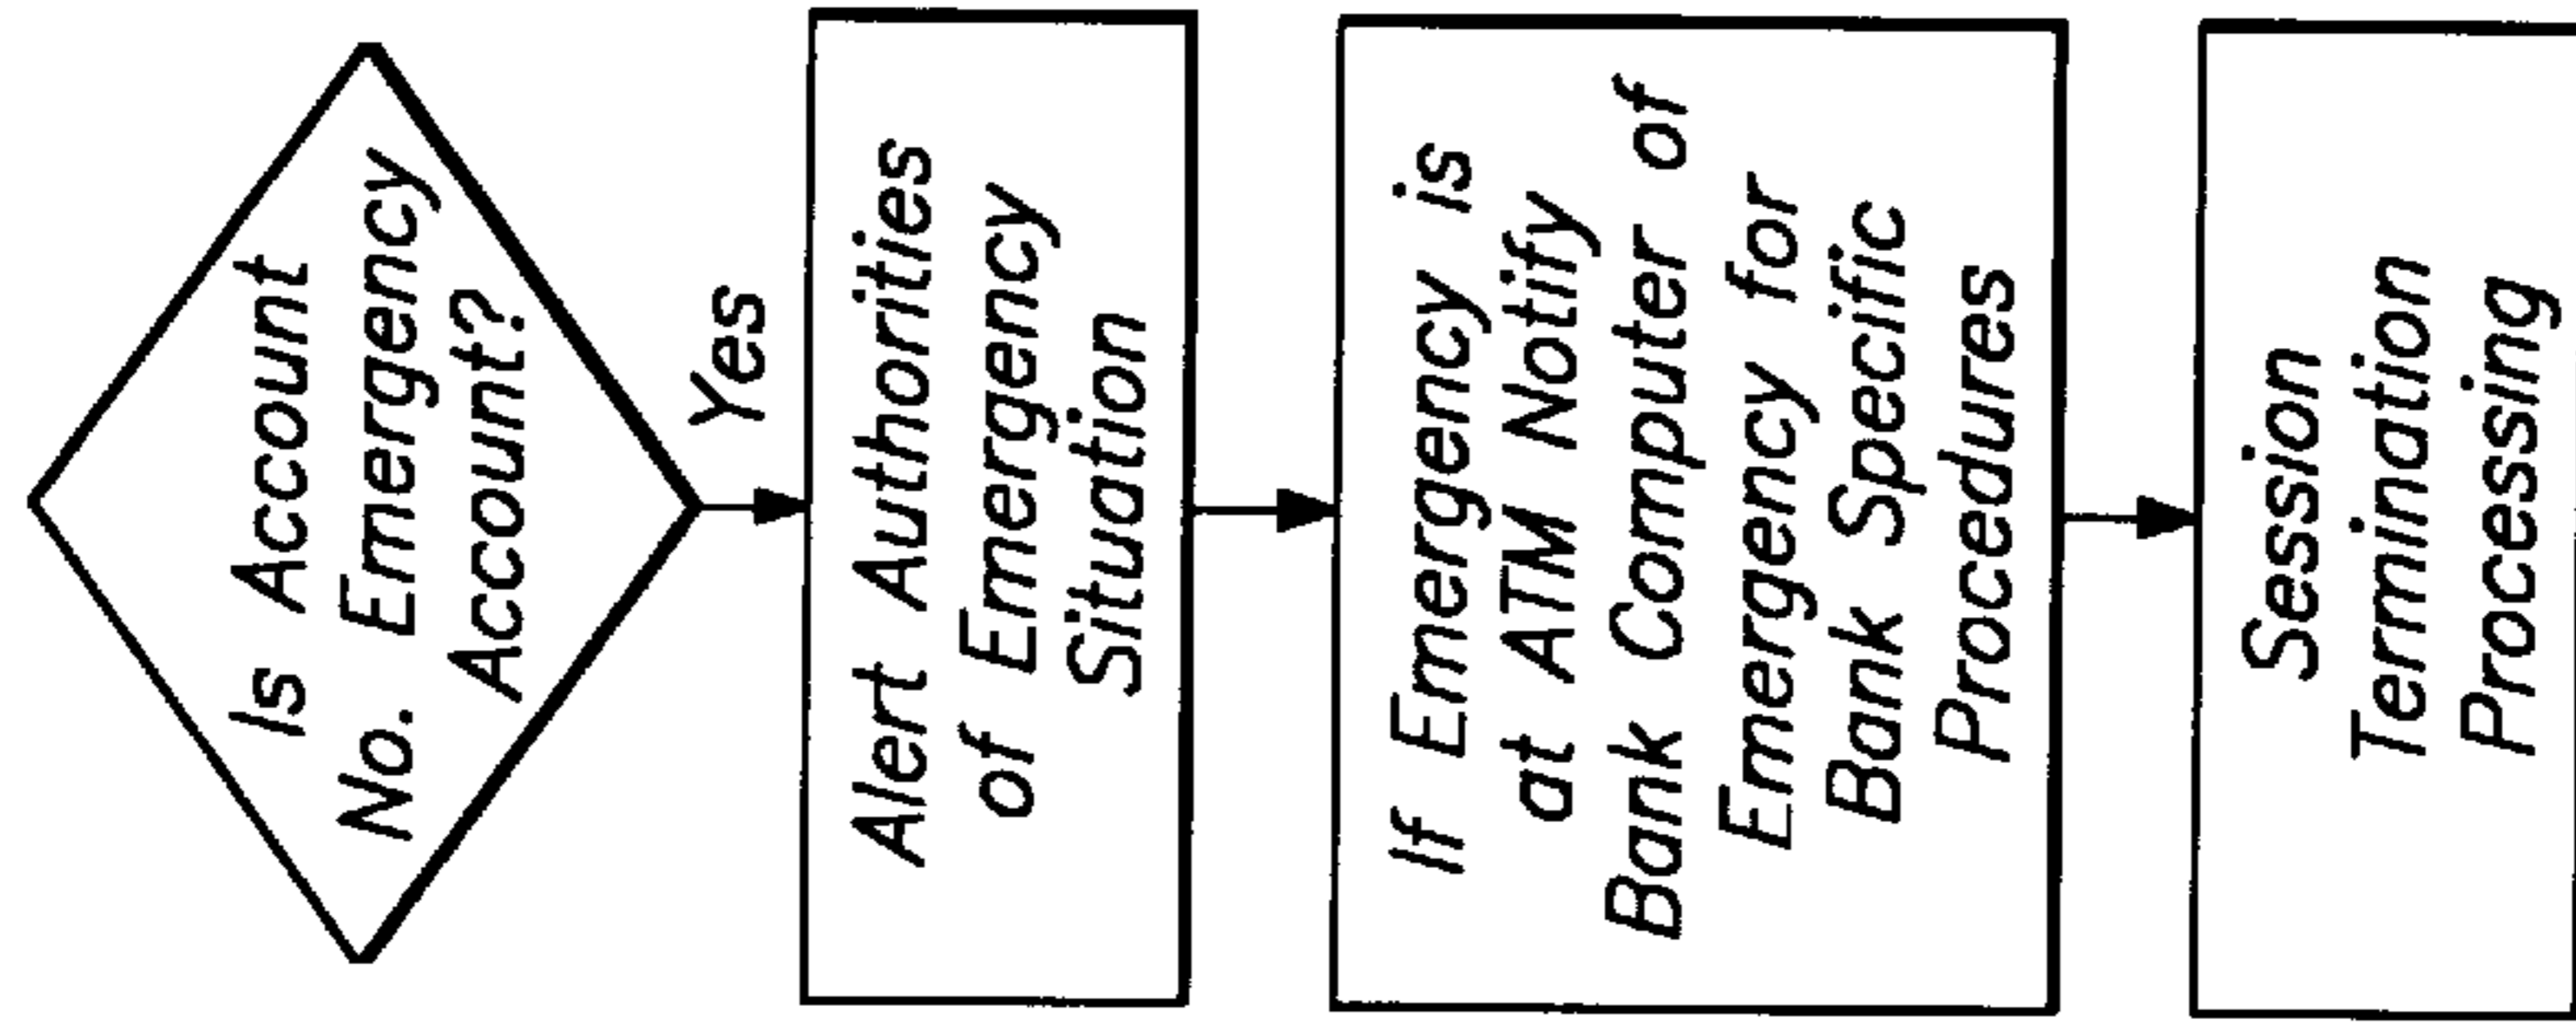 Is Account
No. Emergency
Account?
Yes
Alert Authorities
of Emergency
Situation
If Emergency is
at ATM Notify
Bank Computer of
Emergency for
Bank Specific
Procedures
Session
Termination
Processing